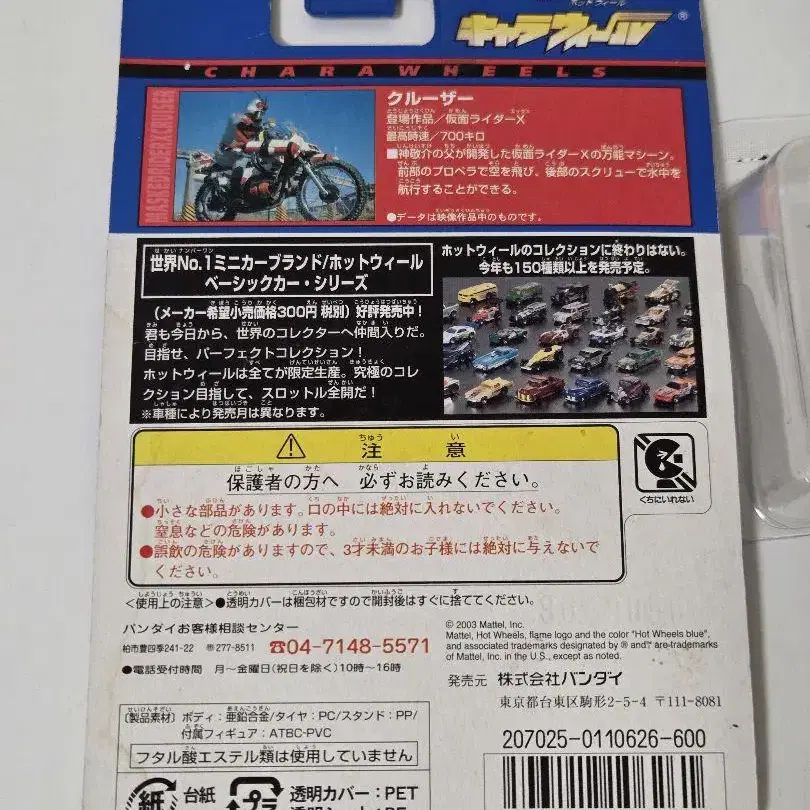 ホットウィール
キャラウィール®
CHARAWHEELS
MASKEDRIDERXCRUISER
クルーザー
登場作品/仮面ライダーX
最高時速/700キロ
■神敬介の父が開発した仮面ライダーXの万能マシーン。
前部のプロペラで空を飛び、後部のスクリューで水中を
航行することができる。
●データは映像作品中のものです。
世界No.1ミニカーブランド/ホットウィール
ベーシックカー・シリーズ
(メーカー希望小売価格300円 税別) 好評発売中!
君も今日から、世界のコレクターへ仲間入りだ。
目指せ、パーフェクトコレクション!
ホットウィールは全てが限定生産。究極のコレ
クション目指して、スロットル全開だ!
※車種により発売月は異なります。
ホットウィールのコレクションに終わりはない。
今年も150種類以上を発売予定。
⚠ 注意
保護者の方へ 必ずお読みください。
●小さな部品があります。口の中には絶対に入れないでください。
窒息などの危険があります。
●誤飲の危険がありますので、3才未満のお子様には絶対に与えないで
ください。
くちにいれない
<使用上の注意>●透明カバーは梱包材ですので開封後はすぐに捨ててください。
バンダイお客様相談センター
柏市豊四季241-22 〒277-8511 ☎04-7148-5571
●電話受付時間 月〜金曜日(祝日を除く)10時〜16時
© 2003 Mattel, Inc.
Mattel, Hot Wheels, flame logo and the color "Hot Wheels blue",
and associated trademarks designated by ® and™ are-trademarks
of Mattel, Inc. in the U.S., except as noted.
発売元 株式会社バンダイ
東京都台東区駒形2-5-4 〒111-8081
〔製品素材〕ボディ:亜鉛合金/タイヤ:PC/スタンド:PP/
付属フィギュア:ATBC-PVC
フタル酸エステル類は使用していません
207025-0110626-600
紙 台紙 プラ 透明カバー:PET